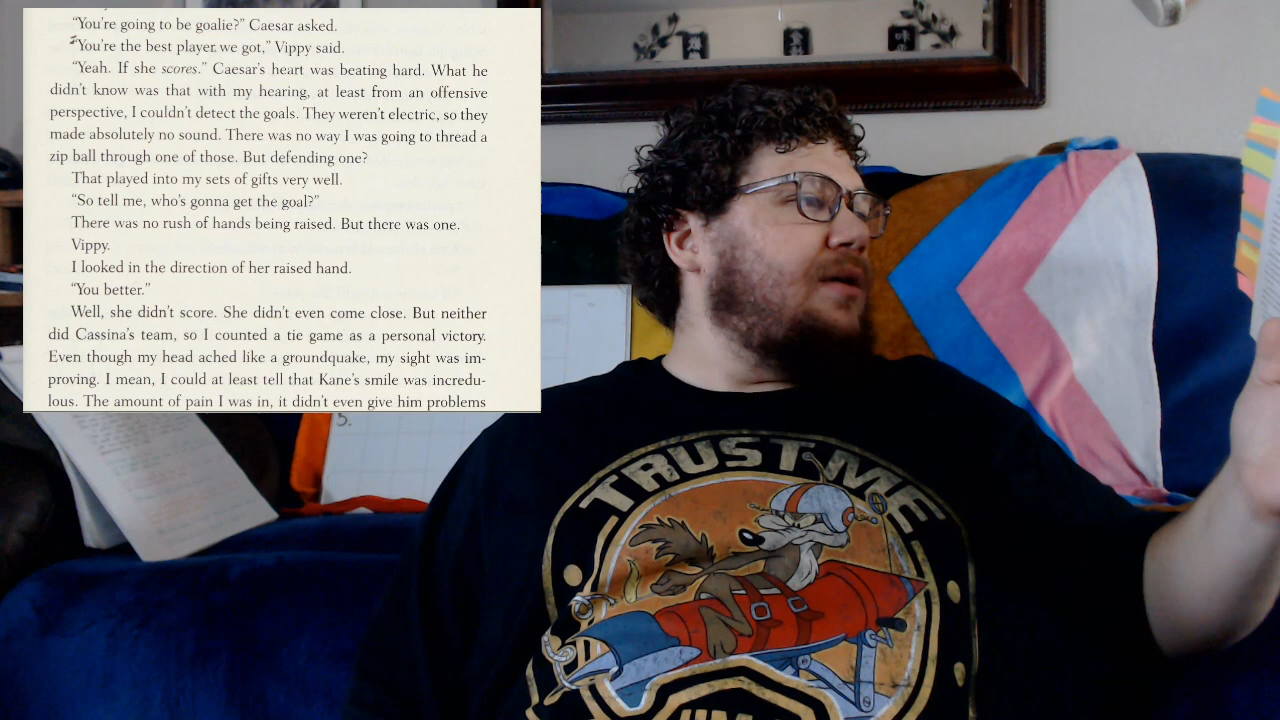 "You're going to be goalie?" Caesar asked.
"You're the best player we got," Vippy said.
"Yeah. If she scores." Caesar's heart was beating hard. What he
didn't know was that with my hearing, at least from an offensive
perspective, I couldn't detect the goals. They weren't electric, so they
made absolutely no sound. There was no way I was going to thread a
zip ball through one of those. But defending one?
That played into my sets of gifts very well.
"So tell me, who's gonna get the goal?"
There was no rush of hands being raised. But there was one.
Vippy.
I looked in the direction of her raised hand.
"You better."
Well, she didn't score. She didn't even come close. But neither
did Cassina's team, so I counted a tie game as a personal victory.
Even though my head ached like a groundquake, my sight was im-
proving. I mean, I could at least tell that Kane's smile was incredu-
lous. The amount of pain I was in, it didn't even give him problems
5.
TRUST ME